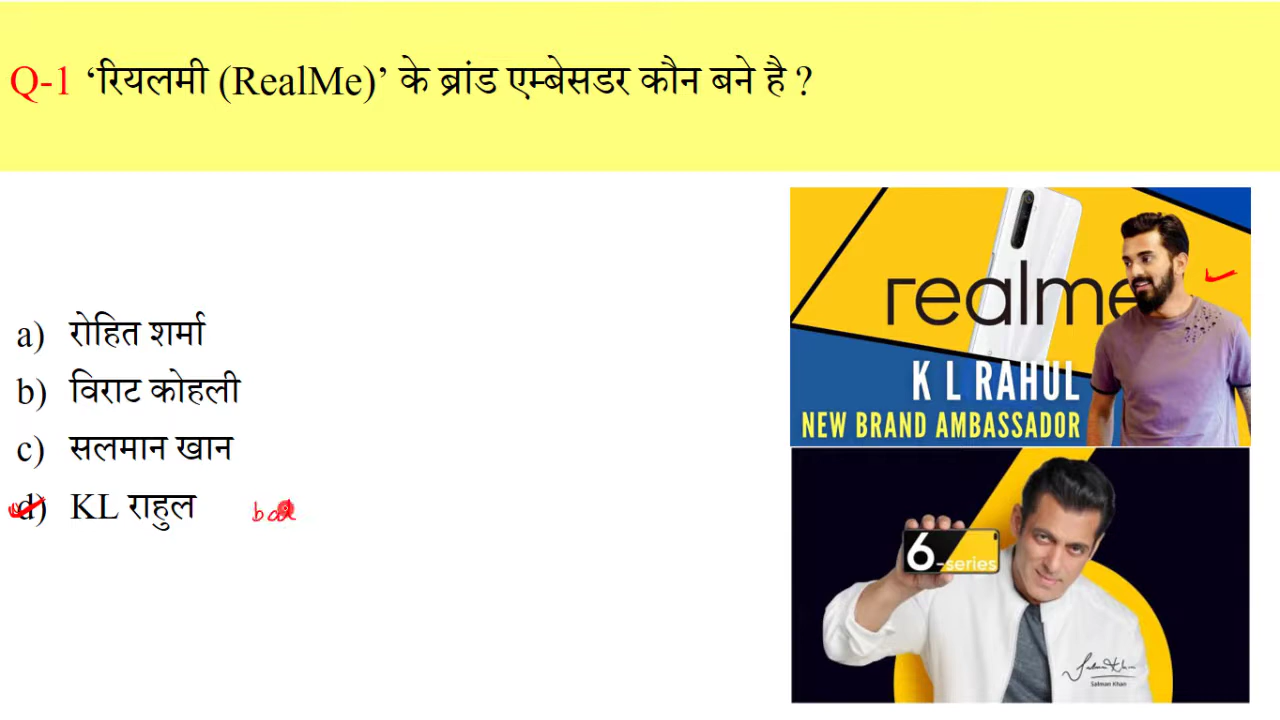 Q-1 ‘रियलमी (RealMe)’ के ब्रांड एम्बेसडर कौन बने है ?
a) रोहित शर्मा
b) विराट कोहली
c) सलमान खान
d) KL राहुल
realme
K L RAHUL
NEW BRAND AMBASSADOR
6-series
Salman Khan